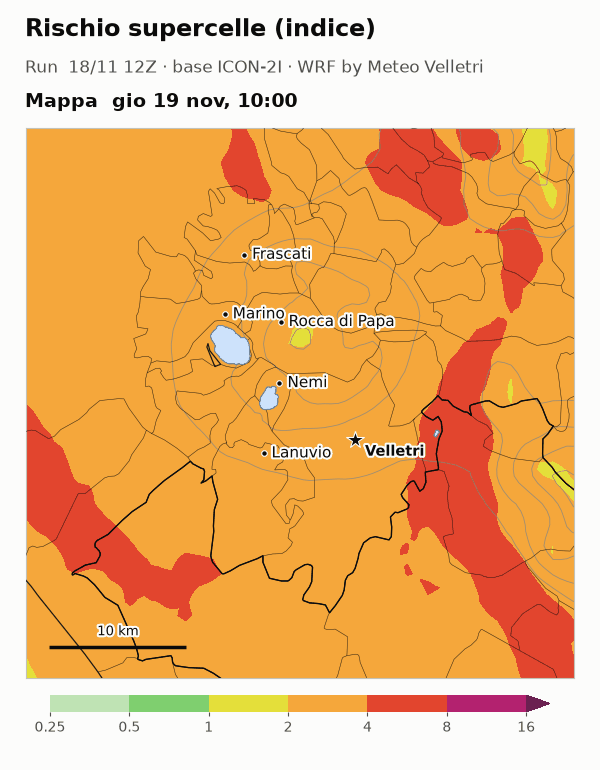 Rischio supercelle (indice)
Run  18/11 12Z · base ICON-2I · WRF by Meteo Velletri
Mappa  gio 19 nov, 10:00
Frascati
Marino
Rocca di Papa
Nemi
Velletri
Lanuvio
10 km
0.25 0.5 1 2 4 8 16